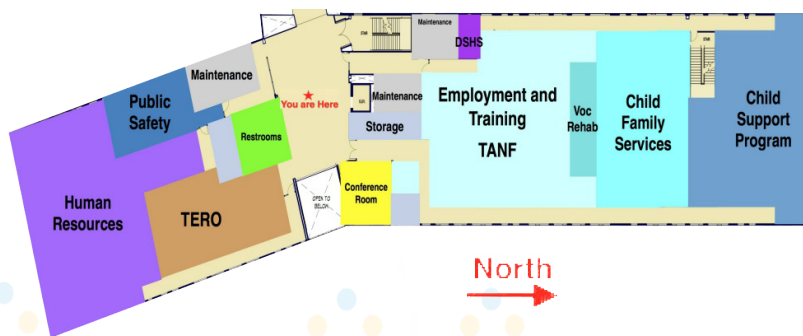 Maintenance
DSHS
Maintenance
Public
Safety
You are Here
Restrooms
Maintenance
Storage
Employment and
Training
TANF
Voc
Rehab
Child
Family
Services
Child
Support
Program
Human
Resources
TERO
OPEN TO
BELOW
Conference
Room
North